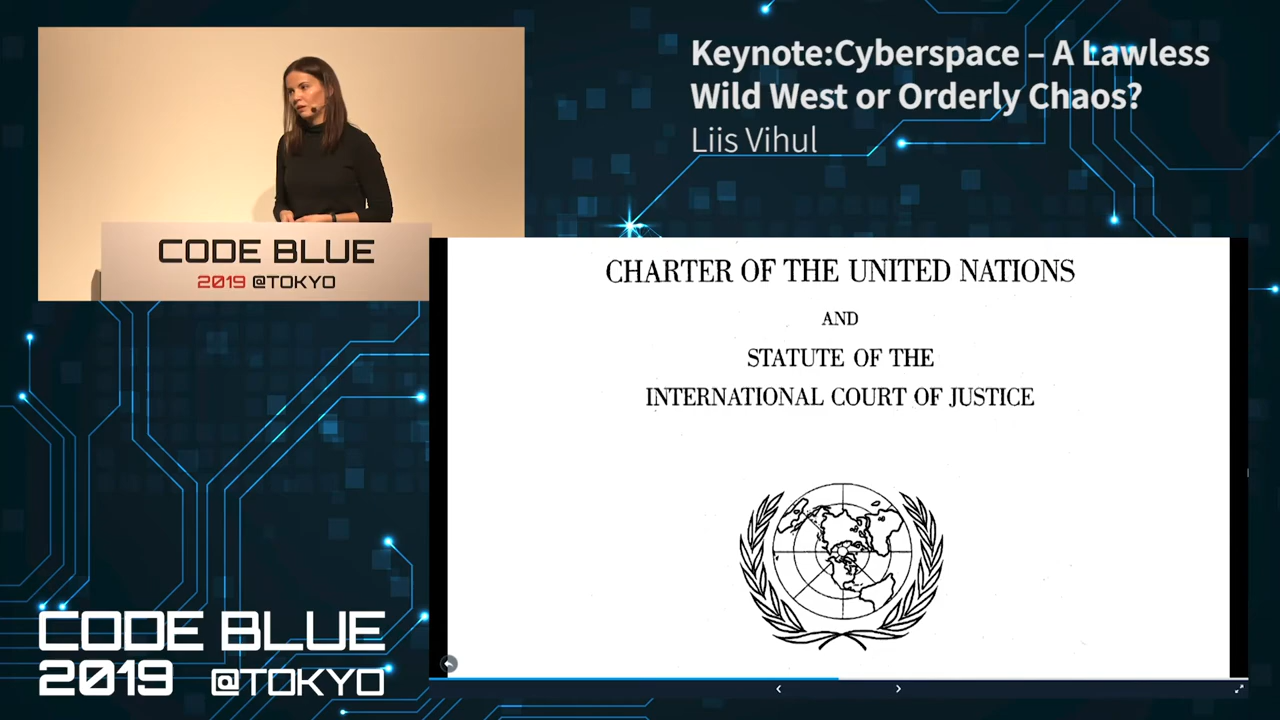 Keynote:Cyberspace – A Lawless
Wild West or Orderly Chaos?
Liis Vihul
CODE BLUE
2019 @TOKYO
CHARTER OF THE UNITED NATIONS
AND
STATUTE OF THE
INTERNATIONAL COURT OF JUSTICE
CODE BLUE
2019 @TOKYO